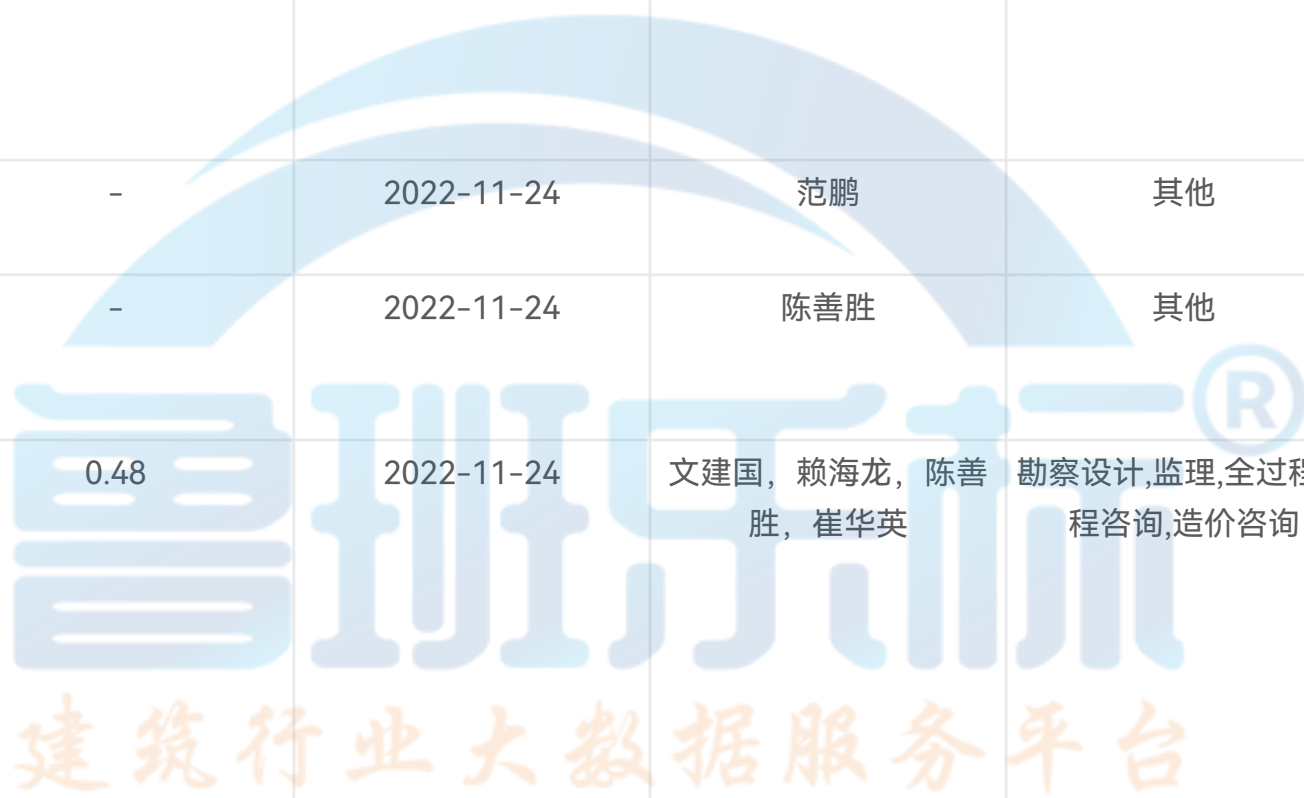 - 2022-11-24 范鹏 其他
- 2022-11-24 陈善胜 其他
®
0.48 2022-11-24 文建国，赖海龙，陈善 勘察设计,监理,全过程
胜，崔华英 程咨询,造价咨询
鲁班乐标
建筑行业大数据服务平台